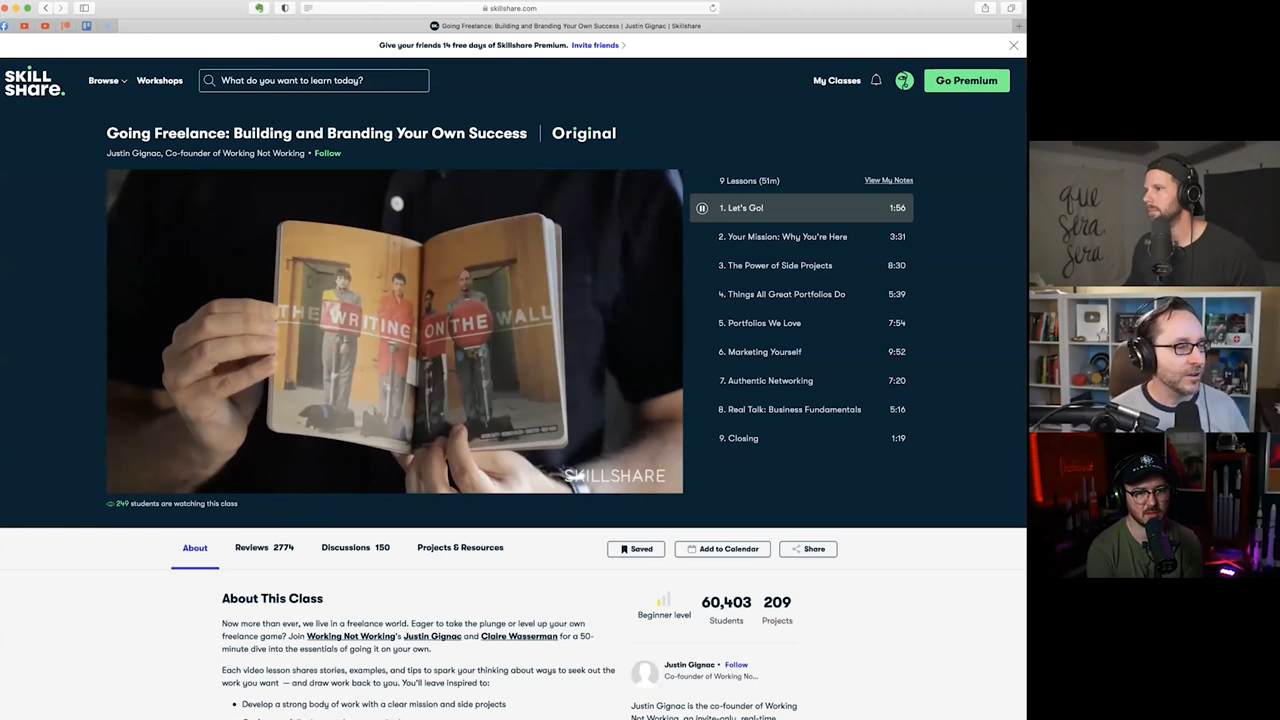 skillshare.com
Going Freelance: Building and Branding Your Own Success | Justin Gignac | Skillshare
Give your friends 14 free days of Skillshare Premium. Invite friends
SKILL
SHARE.
Browse
Workshops
What do you want to learn today?
My Classes
Go Premium
Going Freelance: Building and Branding Your Own Success | Original
Justin Gignac, Co-founder of Working Not Working • Follow
9 Lessons (51m)
View My Notes
1. Let's Go! 1:56
2. Your Mission: Why You're Here 3:31
3. The Power of Side Projects 8:30
4. Things All Great Portfolios Do 5:39
5. Portfolios We Love 7:54
6. Marketing Yourself 9:52
7. Authentic Networking 7:20
8. Real Talk: Business Fundamentals 5:16
9. Closing 1:19
THE WRITING ON THE WALL
SKILLSHARE
249 students are watching this class
que
sera
sera
About
Reviews 2774
Discussions 150
Projects & Resources
Saved
Add to Calendar
Share
About This Class
Now more than ever, we live in a freelance world. Eager to take the plunge or level up your own
freelance game? Join Working Not Working's Justin Gignac and Claire Wasserman for a 50-
minute dive into the essentials of going it on your own.
Each video lesson shares stories, examples, and tips to spark your thinking about ways to seek out the
work you want — and draw work back to you. You'll leave inspired to:
• Develop a strong body of work with a clear mission and side projects
Beginner level
60,403
Students
209
Projects
Justin Gignac • Follow
Co-founder of Working No...
Justin Gignac is the co-founder of Working
Not Working, an invite-only, real-time